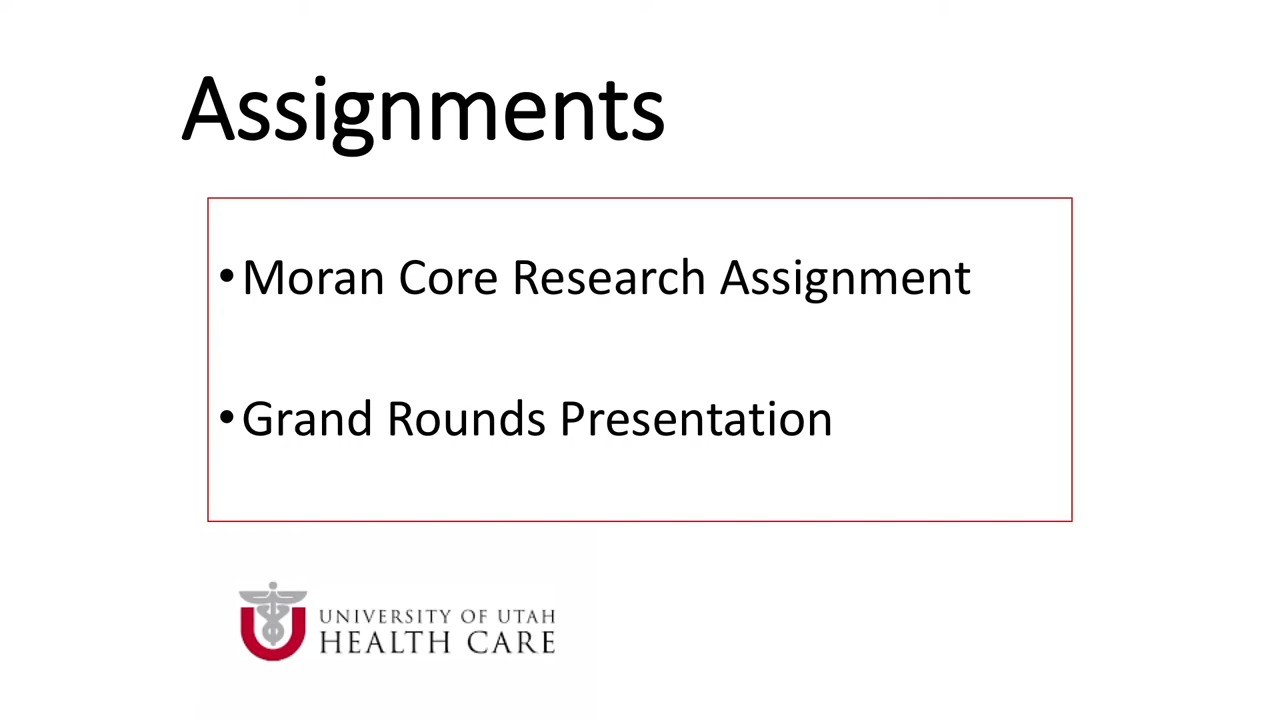 Assignments
•Moran Core Research Assignment
•Grand Rounds Presentation
UNIVERSITY OF UTAH
HEALTH CARE